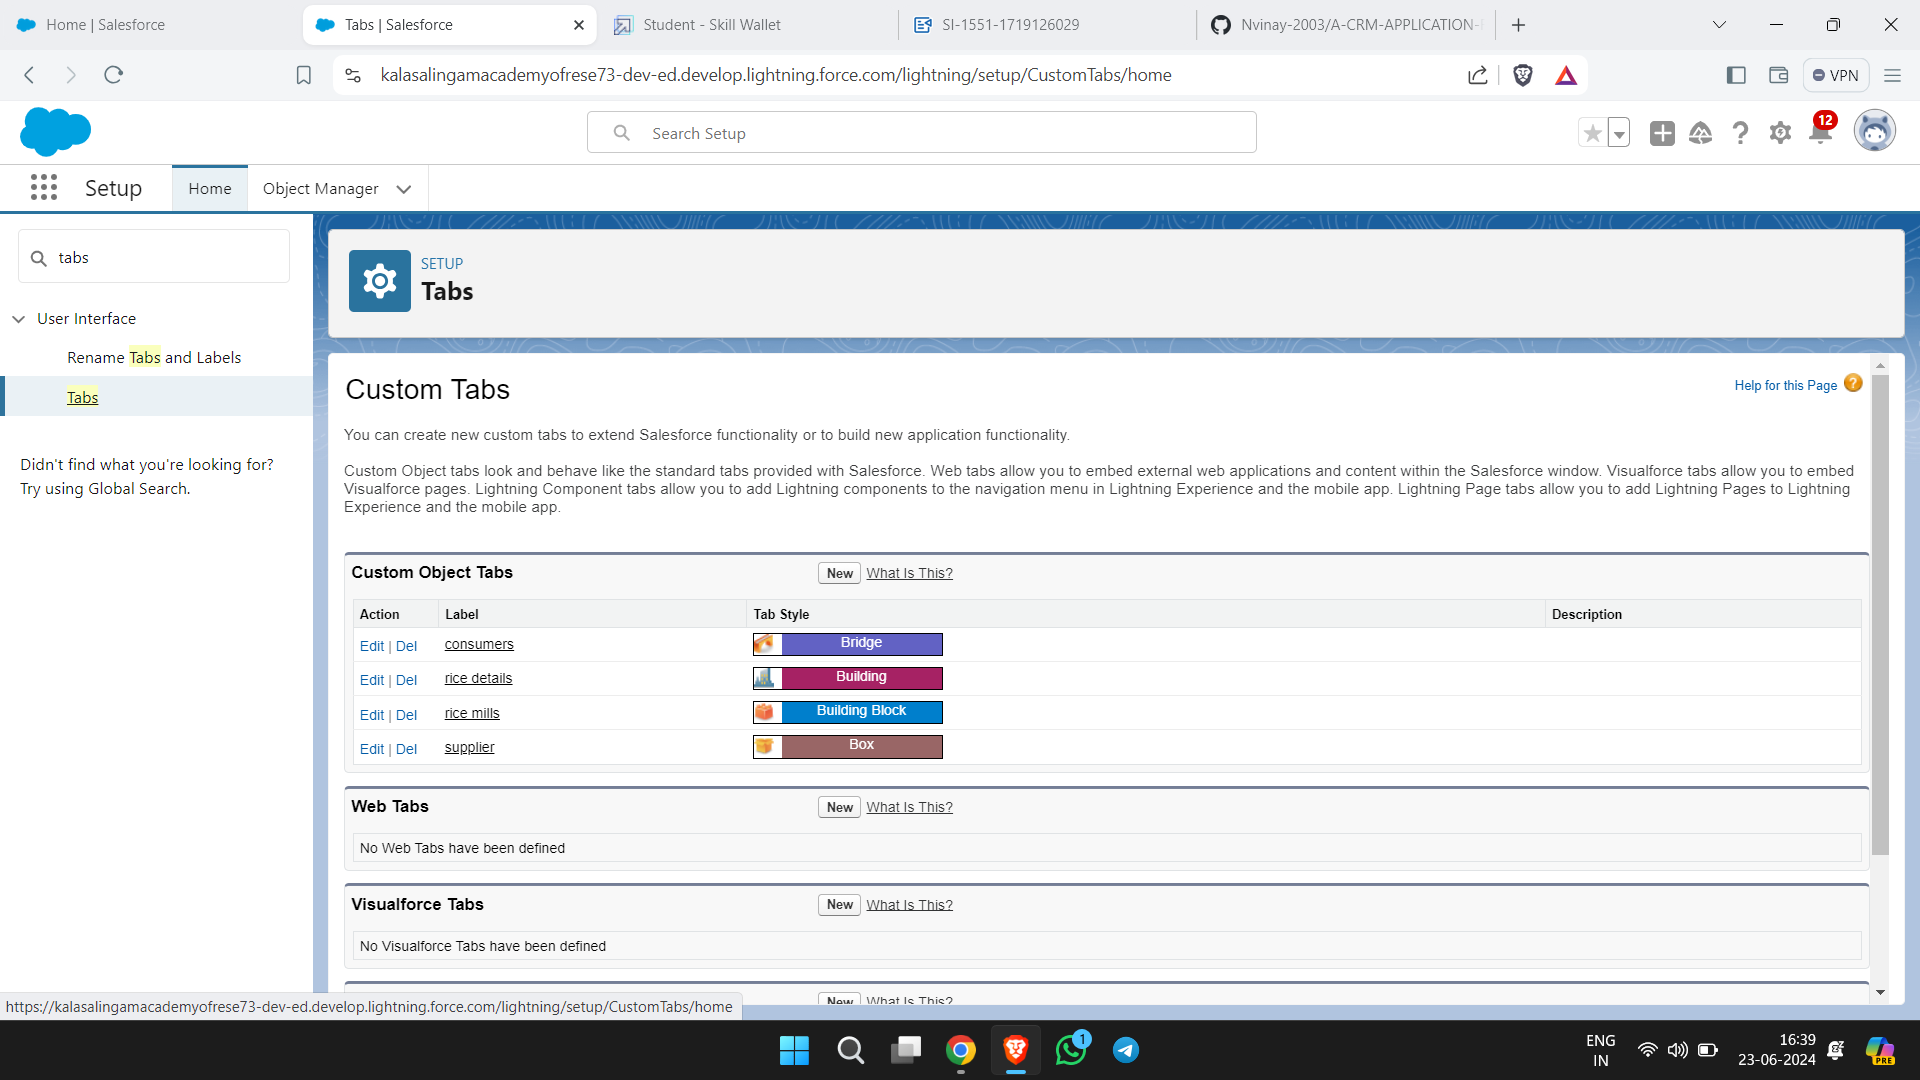 Home | Salesforce
Tabs | Salesforce
Student - Skill Wallet
SI-1551-1719126029
Nvinay-2003/A-CRM-APPLICATION-
kalasalingamacademyofrese73-dev-ed.develop.lightning.force.com/lightning/setup/CustomTabs/home
VPN
Search Setup
12
Setup
Home
Object Manager
tabs
User Interface
Rename Tabs and Labels
Tabs
Didn't find what you're looking for?
Try using Global Search.
SETUP
Tabs
Custom Tabs
Help for this Page
You can create new custom tabs to extend Salesforce functionality or to build new application functionality.
Custom Object tabs look and behave like the standard tabs provided with Salesforce. Web tabs allow you to embed external web applications and content within the Salesforce window. Visualforce tabs allow you to embed
Visualforce pages. Lightning Component tabs allow you to add Lightning components to the navigation menu in Lightning Experience and the mobile app. Lightning Page tabs allow you to add Lightning Pages to Lightning
Experience and the mobile app.
Custom Object Tabs New What Is This?
Action Label Tab Style Description
Edit | Del consumers Bridge
Edit | Del rice details Building
Edit | Del rice mills Building Block
Edit | Del supplier Box
Web Tabs New What Is This?
No Web Tabs have been defined
Visualforce Tabs New What Is This?
No Visualforce Tabs have been defined
New What Is This?
https://kalasalingamacademyofrese73-dev-ed.develop.lightning.force.com/lightning/setup/CustomTabs/home
1
ENG
IN
16:39
23-06-2024
PRE